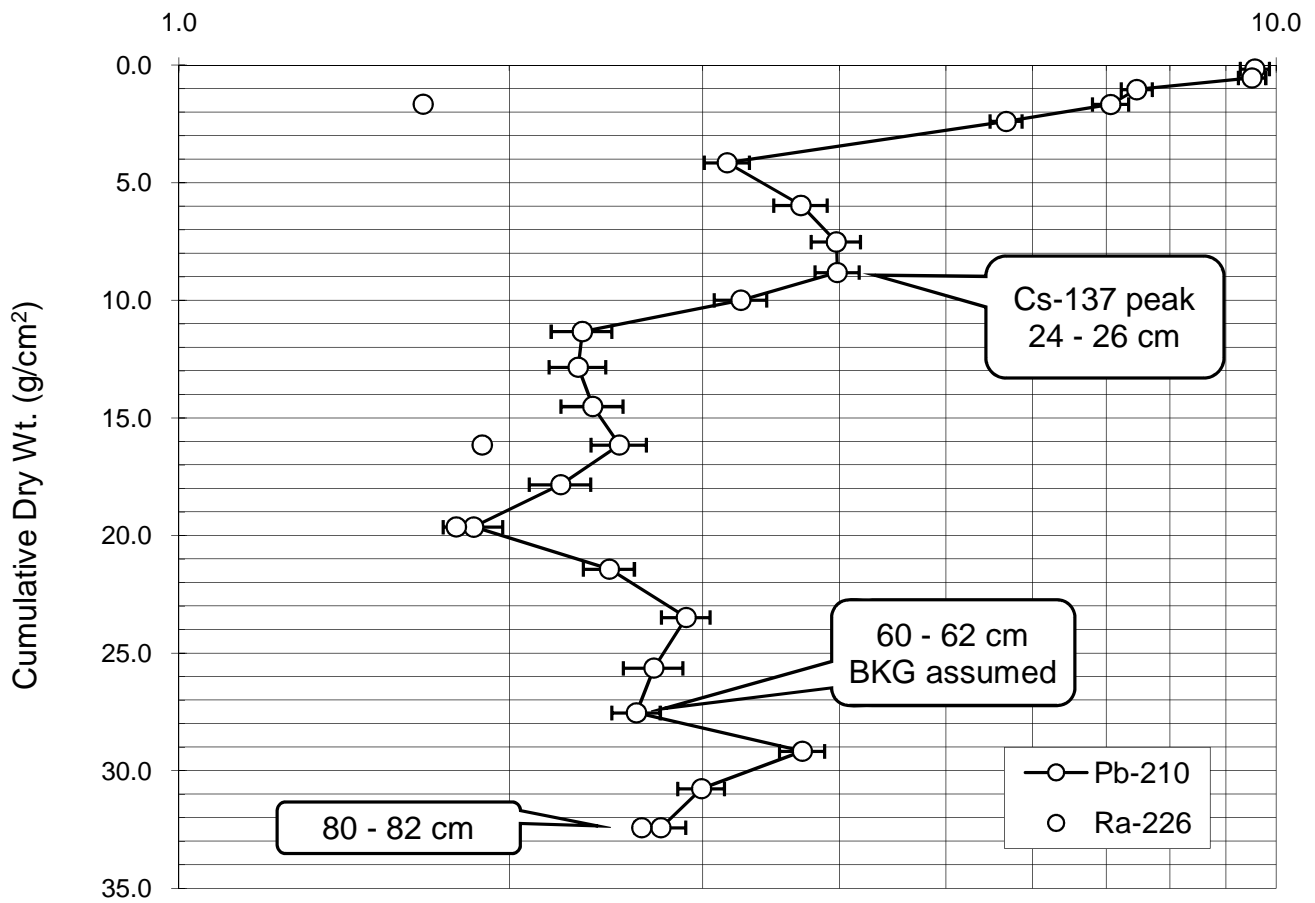 1.0 10.0
0.0
5.0
10.0
15.0
20.0
25.0
30.0
35.0
Cumulative Dry Wt. (g/cm²)
Cs-137 peak
24 - 26 cm
60 - 62 cm
BKG assumed
80 - 82 cm
Pb-210
Ra-226